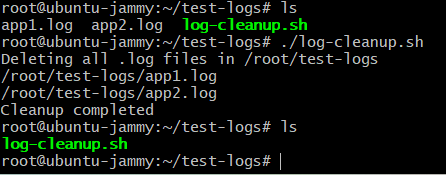 root@ubuntu-jammy:~/test-logs# ls
app1.log  app2.log  log-cleanup.sh
root@ubuntu-jammy:~/test-logs# ./log-cleanup.sh
Deleting all .log files in /root/test-logs
/root/test-logs/app1.log
/root/test-logs/app2.log
Cleanup completed
root@ubuntu-jammy:~/test-logs# ls
log-cleanup.sh
root@ubuntu-jammy:~/test-logs#